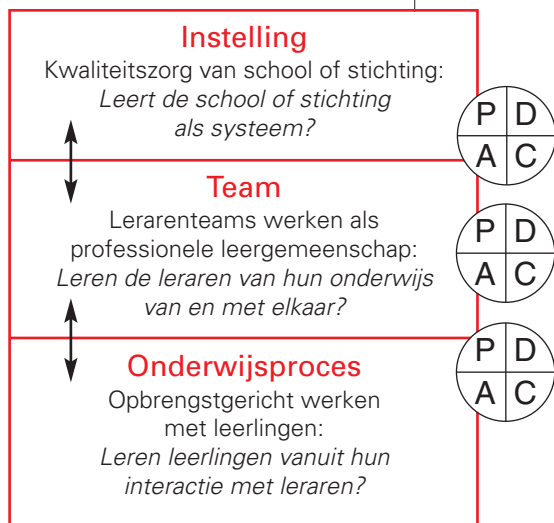 Instelling
Kwaliteitszorg van school of stichting:
Leert de school of stichting
als systeem?
P D
A C
Team
Lerarenteams werken als
professionele leergemeenschap:
Leren de leraren van hun onderwijs
van en met elkaar?
P D
A C
Onderwijsproces
Opbrengstgericht werken
met leerlingen:
Leren leerlingen vanuit hun
interactie met leraren?
P D
A C